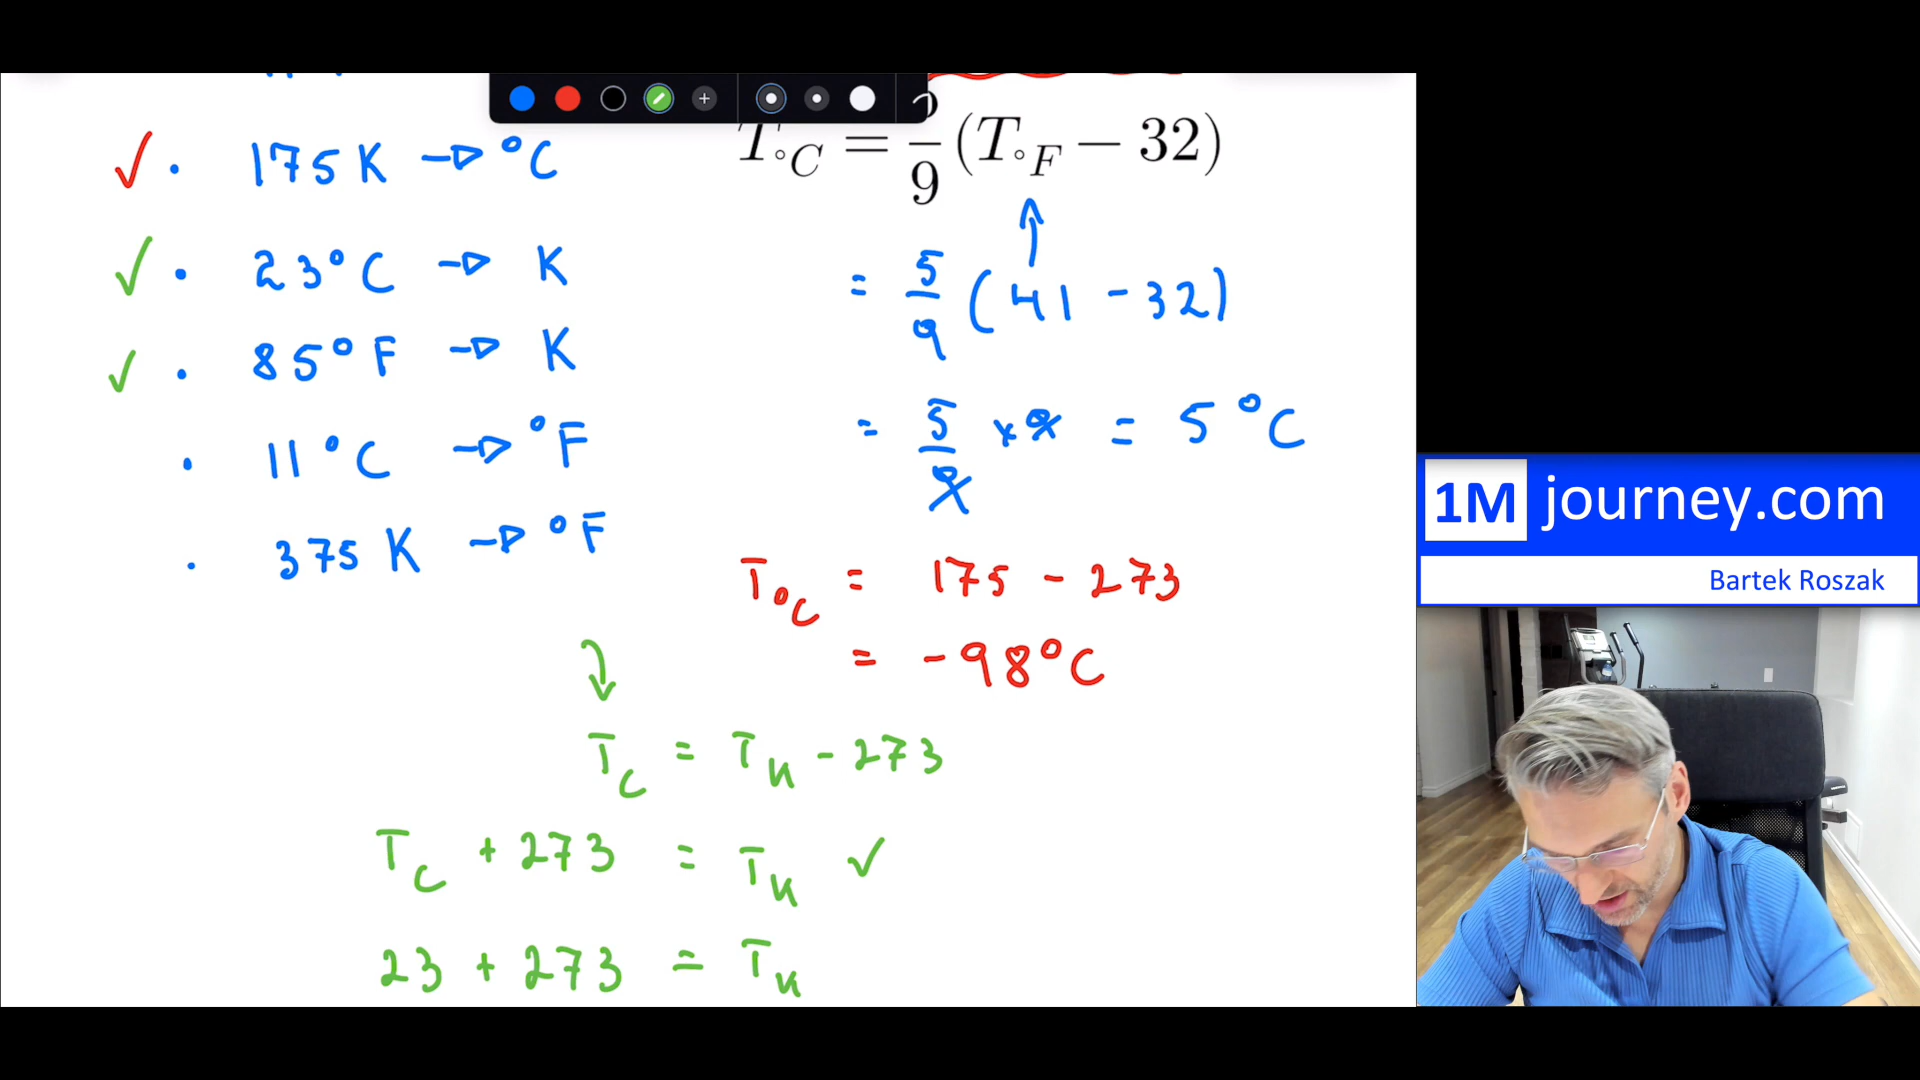 T°C = 5/9 (T°F − 32)
✓ • 175 K → °C
✓ • 23°C → K
✓ • 85°F → K
• 11°C → °F
• 375 K → °F
= 5/9 (41 - 32)
= 5/9 × 9 = 5°C
T°C = 175 - 273
= -98°C
TC = TK - 273
TC + 273 = TK ✓
23 + 273 = TK
1M journey.com
Bartek Roszak